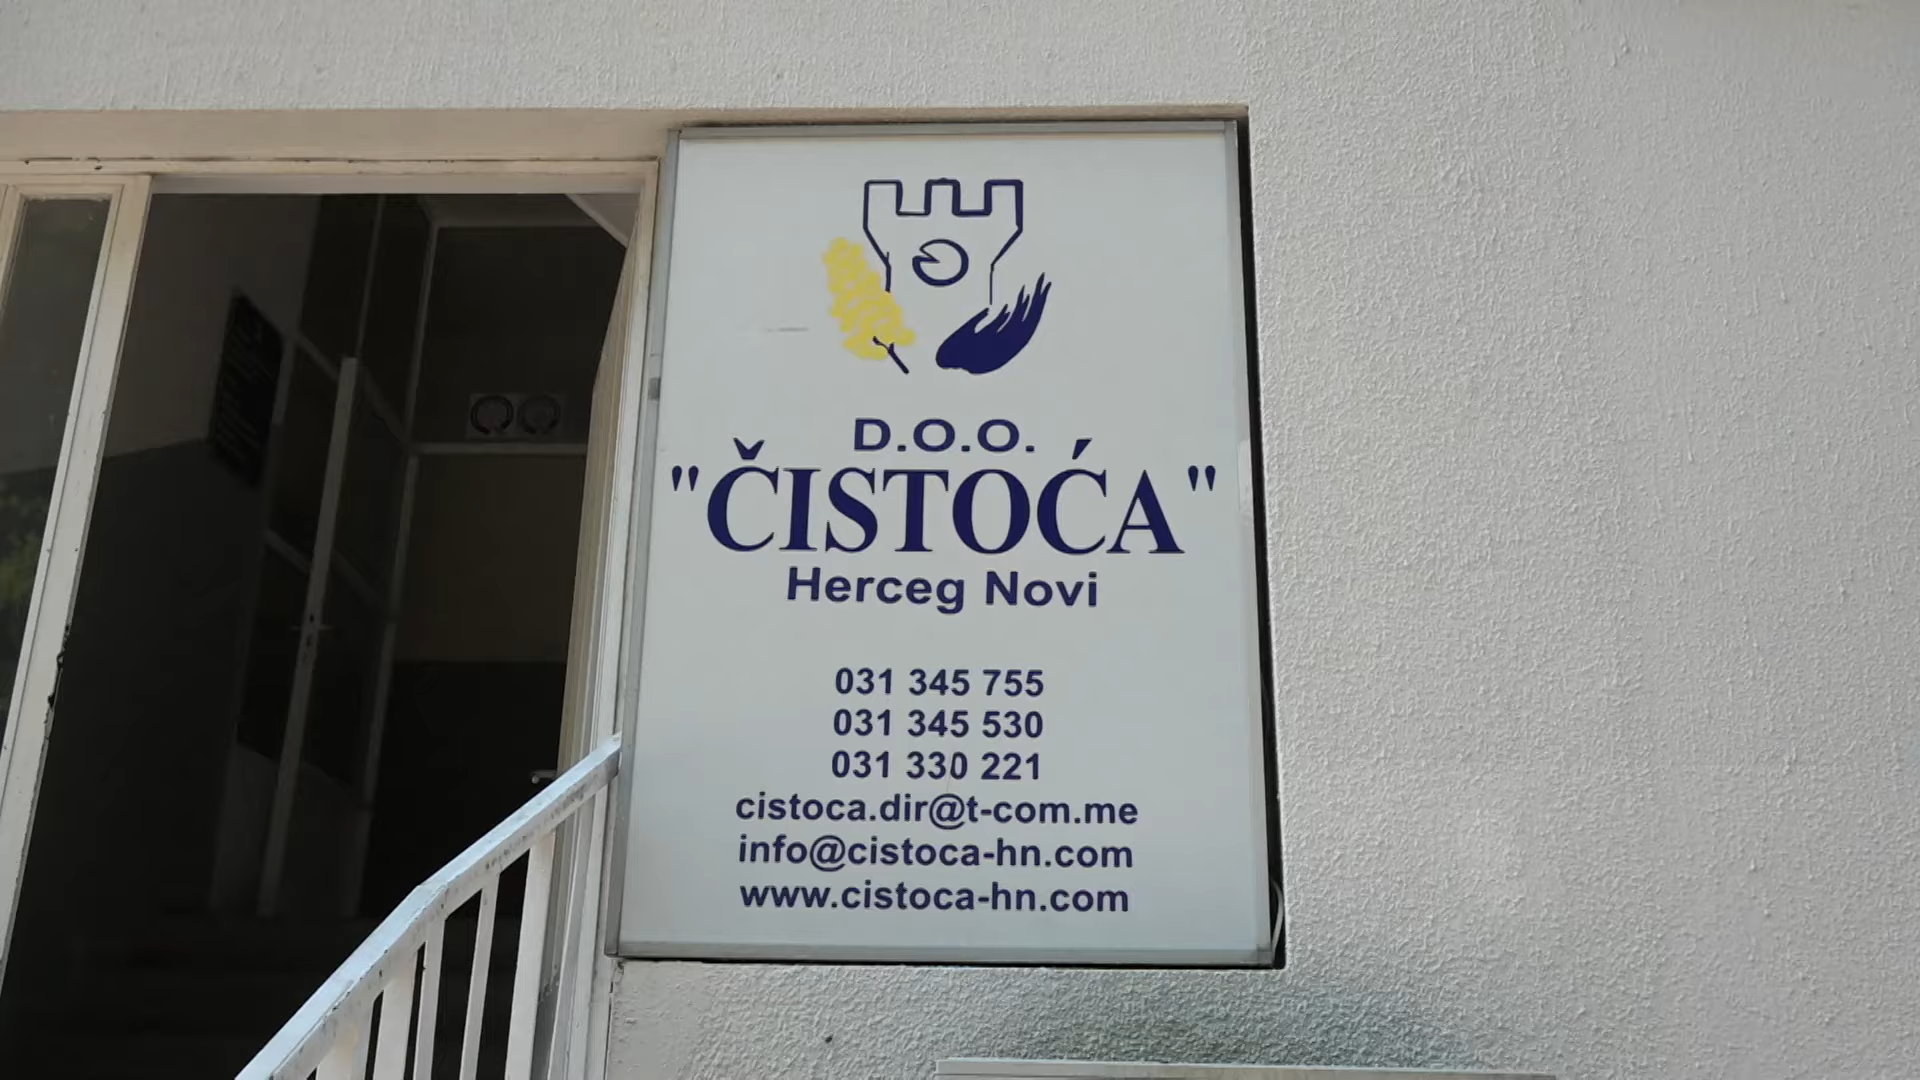 D.O.O.
"ČISTOĆA"
Herceg Novi
031 345 755
031 345 530
031 330 221
cistoca.dir@t-com.me
info@cistoca-hn.com
www.cistoca-hn.com